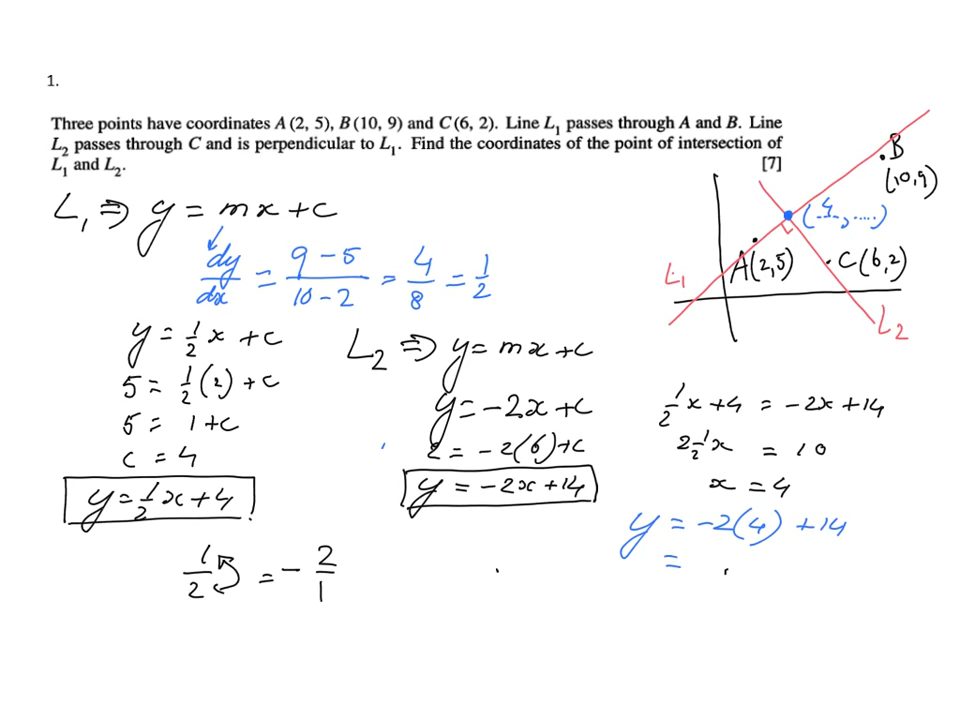 1.
Three points have coordinates A (2, 5), B (10, 9) and C (6, 2). Line L₁ passes through A and B. Line
L₂ passes through C and is perpendicular to L₁. Find the coordinates of the point of intersection of
L₁ and L₂. [7]
L₁ ⇒ y = mx + c
dy/dx = (9 - 5)/(10 - 2) = 4/8 = 1/2
y = 1/2 x + c
5 = 1/2 (2) + c
5 = 1 + c
c = 4
y = 1/2 x + 4
1/2 = - 2/1
L₂ ⇒ y = mx + c
y = -2x + c
2 = -2(6) + c
y = -2x + 14
B
(10,9)
(4, .....)
A(2,5)
C(6,2)
L₁
L₂
1/2 x + 4 = -2x + 14
2 1/2 x = 10
x = 4
y = -2(4) + 14
=